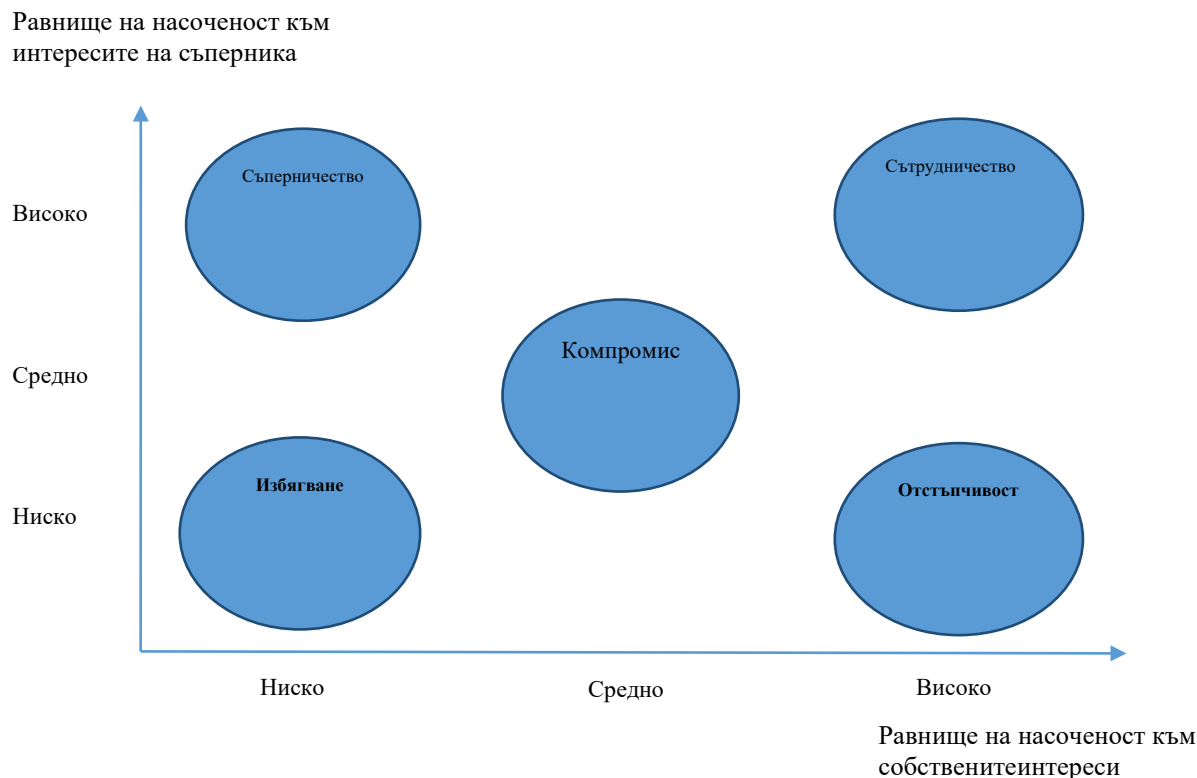 Равнище на насоченост към
интересите на съперника
Съперничество
Сътрудничество
Високо
Компромис
Средно
Избягване
Отстъпчивост
Ниско
Ниско
Средно
Високо
Равнище на насоченост към
собственитеинтереси